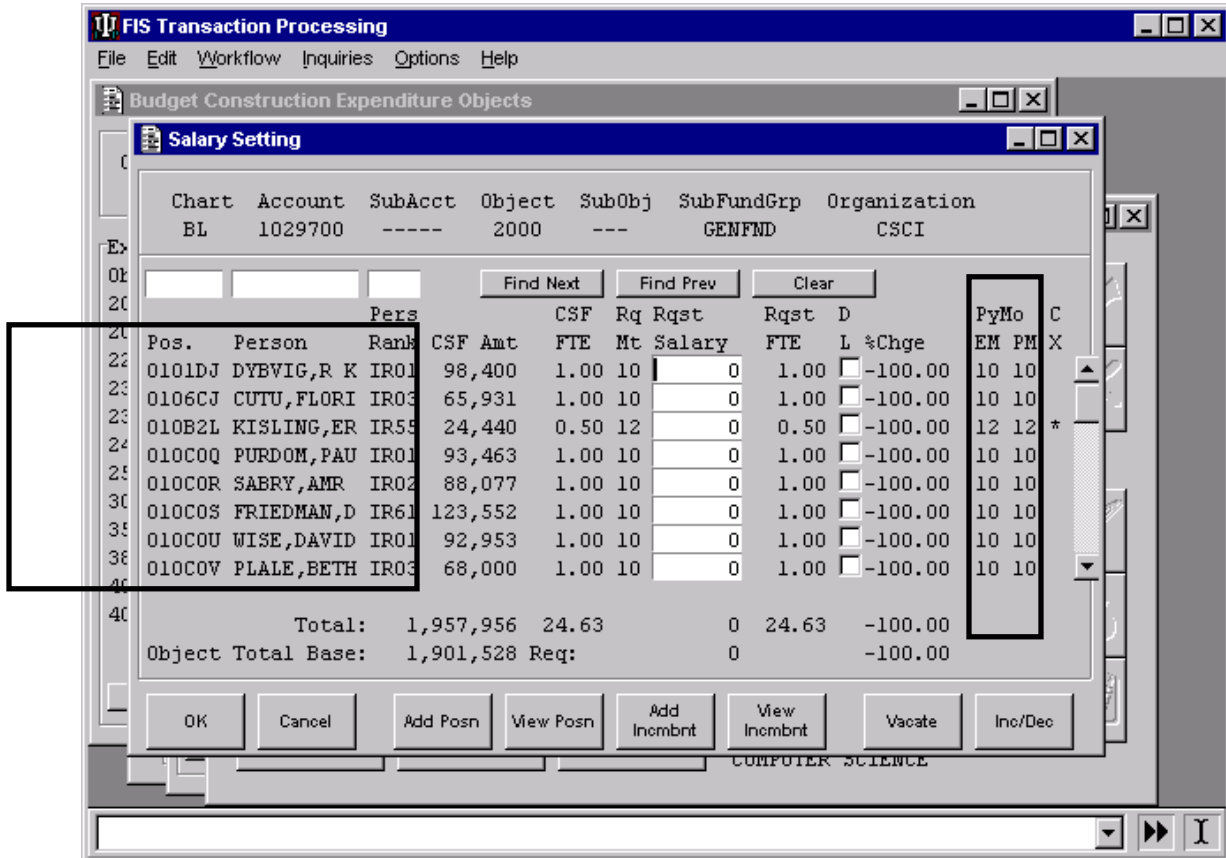 FIS Transaction Processing
File Edit Workflow Inquiries Options Help
Budget Construction Expenditure Objects
Salary Setting
Chart Account SubAcct Object SubObj SubFundGrp Organization
BL 1029700 ----- 2000 --- GENFND CSCI
Find Next Find Prev Clear
Pers CSF Rq Rqst Rqst D PyMo C
Pos. Person Rank CSF Amt FTE Mt Salary FTE L %Chge EM PM X
0101DJ DYBVIG,R K IR01 98,400 1.00 10 0 1.00 -100.00 10 10
0106CJ CUTU,FLORI IR03 65,931 1.00 10 0 1.00 -100.00 10 10
010B2L KISLING,ER IR55 24,440 0.50 12 0 0.50 -100.00 12 12 *
010C0Q PURDOM,PAU IR01 93,463 1.00 10 0 1.00 -100.00 10 10
010C0R SABRY,AMR IR02 88,077 1.00 10 0 1.00 -100.00 10 10
010C0S FRIEDMAN,D IR61 123,552 1.00 10 0 1.00 -100.00 10 10
010C0U WISE,DAVID IR01 92,953 1.00 10 0 1.00 -100.00 10 10
010C0V PLALE,BETH IR03 68,000 1.00 10 0 1.00 -100.00 10 10
Total: 1,957,956 24.63 0 24.63 -100.00
Object Total Base: 1,901,528 Req: 0 -100.00
OK Cancel Add Posn View Posn Add Incmbnt View Incmbnt Vacate Inc/Dec
COMPUTER SCIENCE